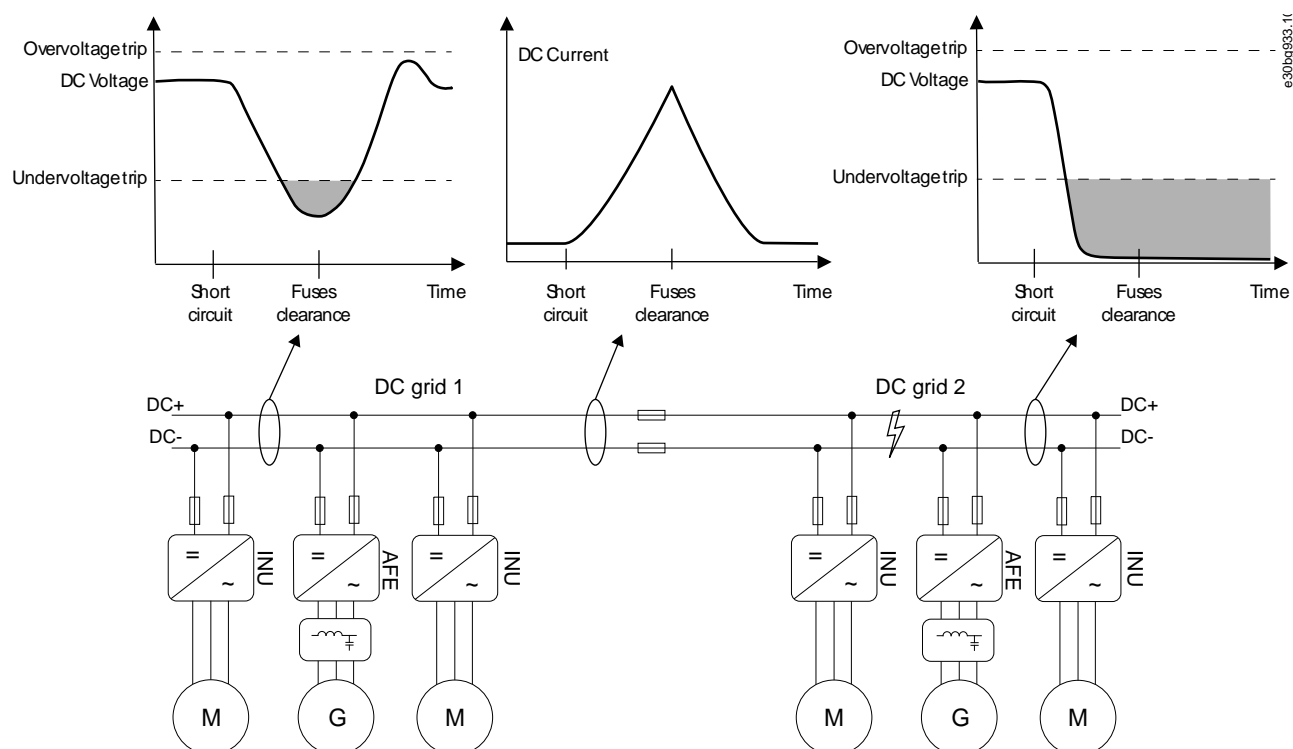 Overvoltage trip
DC Voltage
Undervoltage trip
Short
circuit
Fuses
clearance
Time
DC Current
Short
circuit
Fuses
clearance
Time
Overvoltage trip
DC Voltage
Undervoltage trip
Short
circuit
Fuses
clearance
Time
DC grid 1
DC grid 2
DC+
DC-
DC+
DC-
=
~
INU
=
~
AFE
=
~
INU
=
~
INU
=
~
AFE
=
~
INU
M
G
M
M
G
M